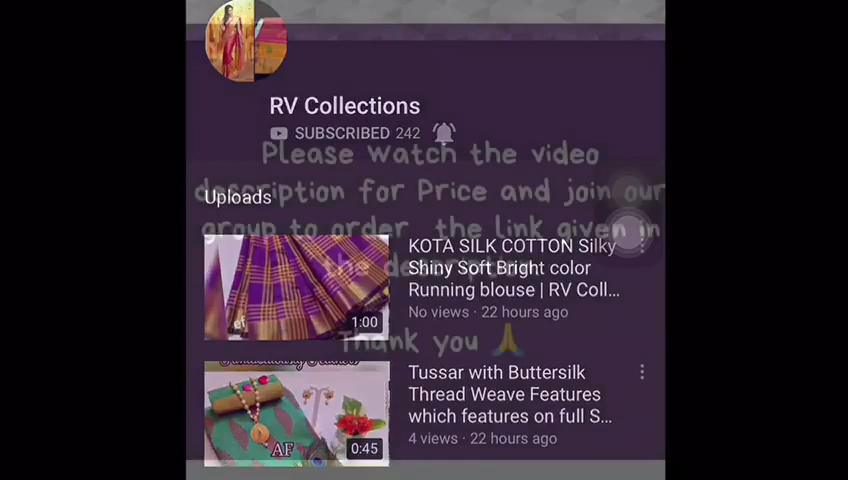 RV Collections
SUBSCRIBED 242
Please watch the video
description for Price and join our
group to order the link given in
the description
Thank you 🙏
Uploads
KOTA SILK COTTON Silky
Shiny Soft Bright color
Running blouse | RV Coll...
No views · 22 hours ago
1:00
Tussar with Buttersilk
Thread Weave Features
which features on full S...
4 views · 22 hours ago
AF
0:45